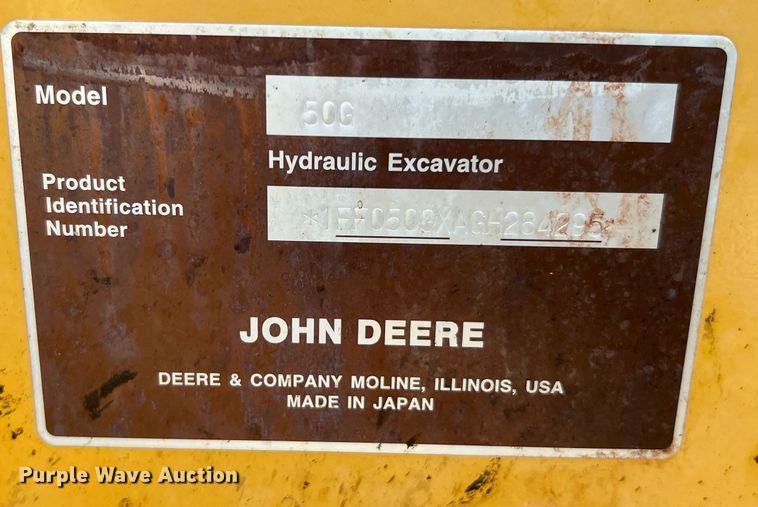 Model
50G
Hydraulic Excavator
Product
Identification
Number
*1FF050GXAGH284295*
JOHN DEERE
DEERE & COMPANY MOLINE, ILLINOIS, USA
MADE IN JAPAN
Purple Wave Auction